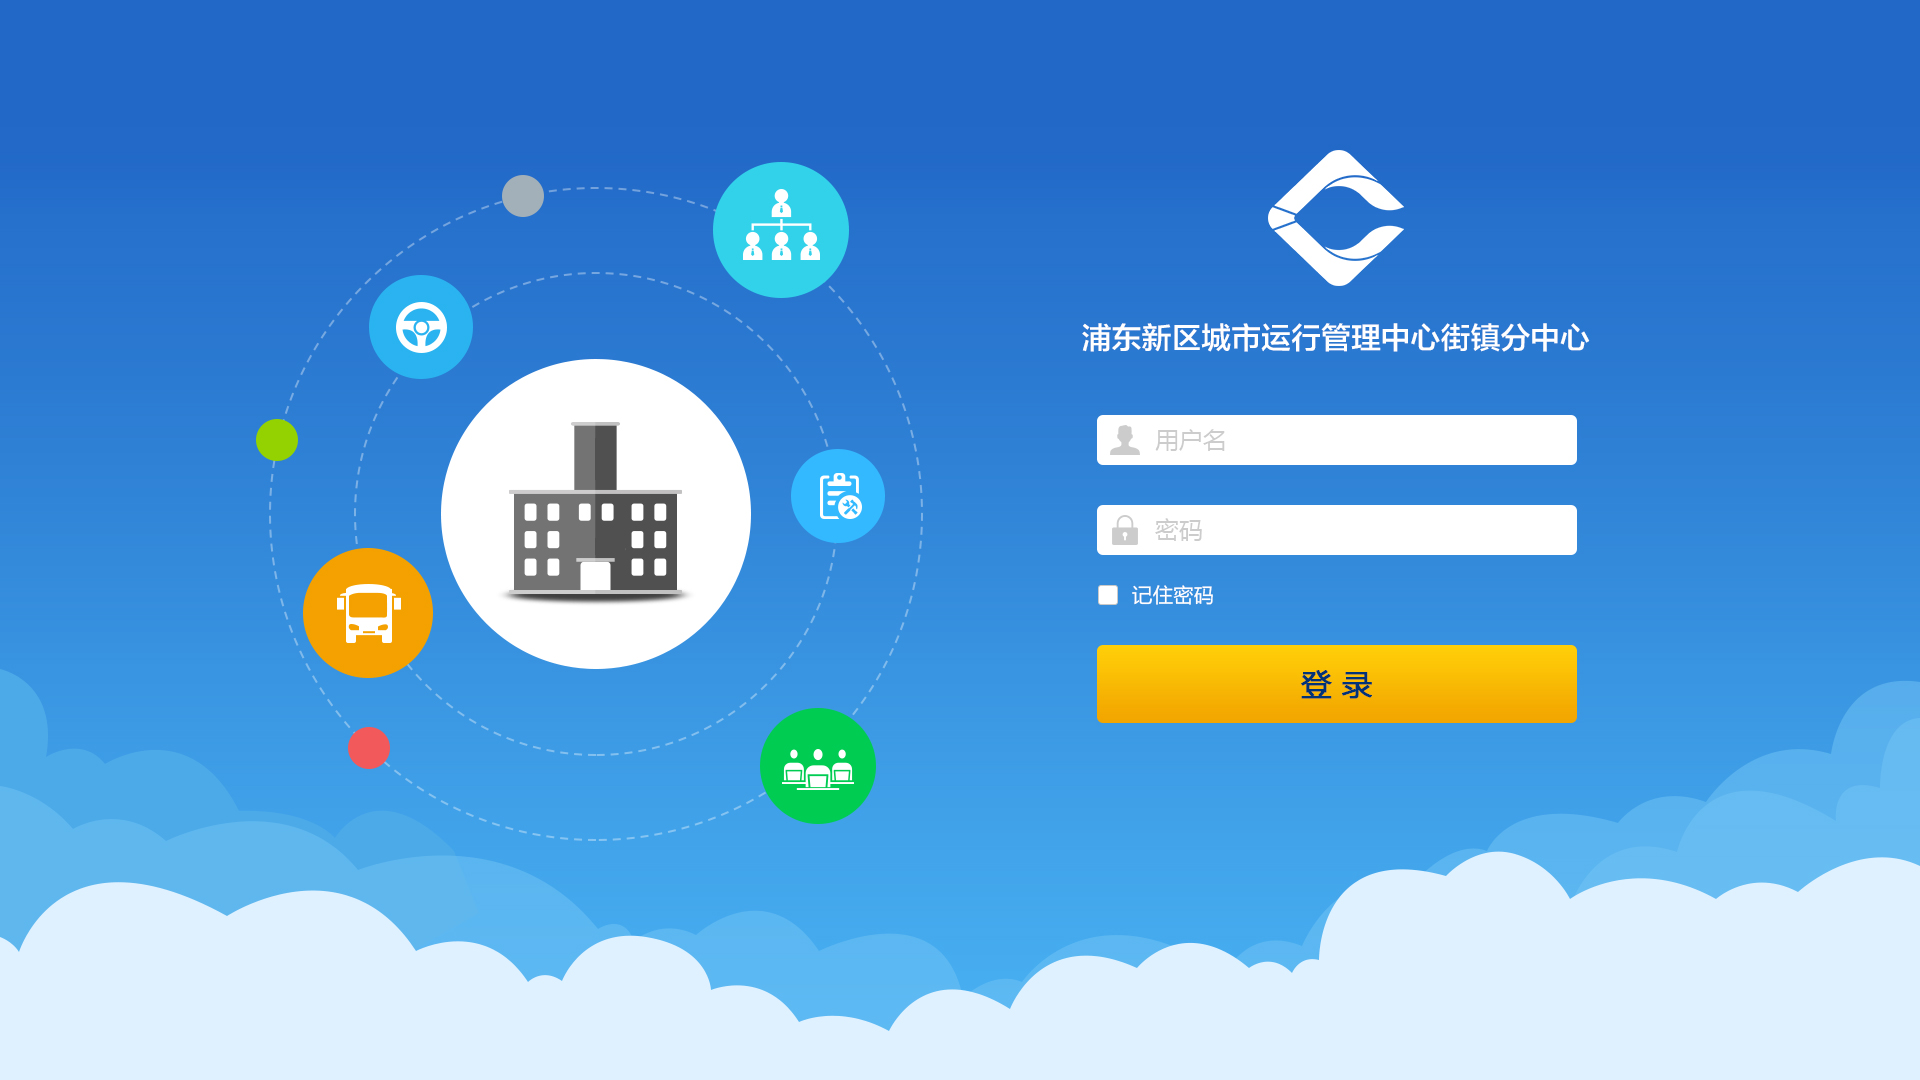 浦东新区城市运行管理中心街镇分中心
用户名
密码
记住密码
登 录